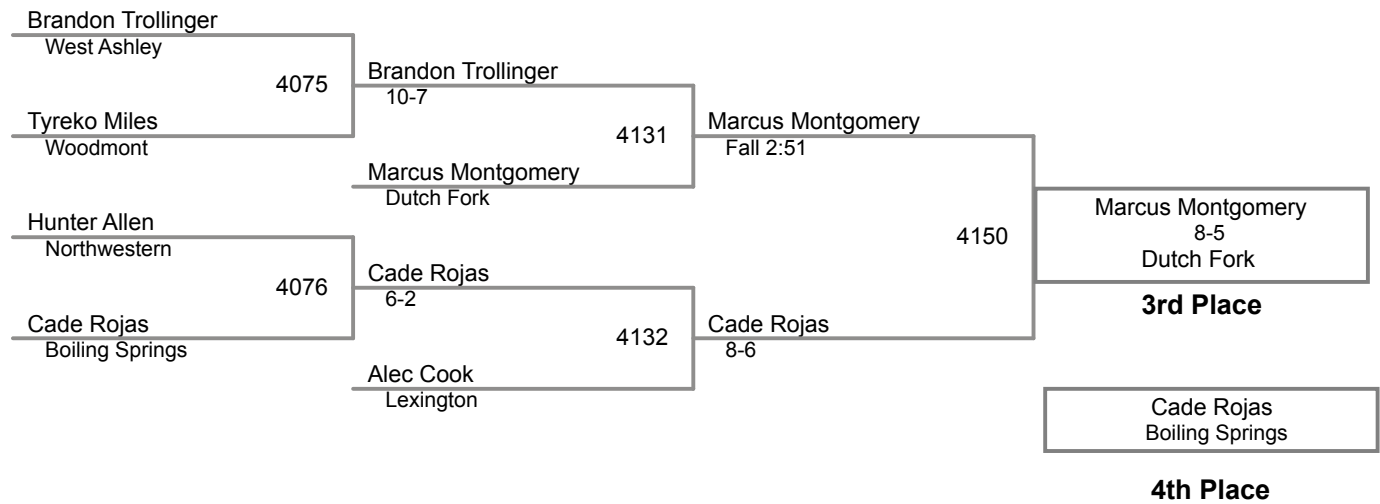 Brandon Trollinger
West Ashley
4075
Tyreko Miles
Woodmont
Hunter Allen
Northwestern
4076
Cade Rojas
Boiling Springs
Brandon Trollinger
10-7
4131
Marcus Montgomery
Dutch Fork
Cade Rojas
6-2
4132
Alec Cook
Lexington
Marcus Montgomery
Fall 2:51
4150
Cade Rojas
8-6
Marcus Montgomery
8-5
Dutch Fork
3rd Place
Cade Rojas
Boiling Springs
4th Place